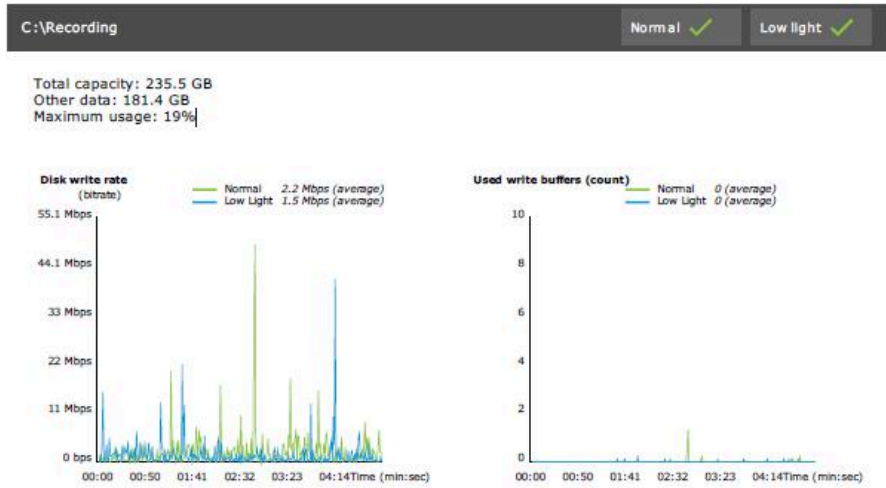 C:\Recording
Normal
Low light
Total capacity: 235.5 GB
Other data: 181.4 GB
Maximum usage: 19%
Disk write rate
(bitrate)
Normal 2.2 Mbps (average)
Low Light 1.5 Mbps (average)
55.1 Mbps
44.1 Mbps
33 Mbps
22 Mbps
11 Mbps
0 bps
00:00 00:50 01:41 02:32 03:23 04:14Time (min:sec)
Used write buffers (count)
Normal 0 (average)
Low Light 0 (average)
10
8
6
4
2
0
00:00 00:50 01:41 02:32 03:23 04:14Time (min:sec)